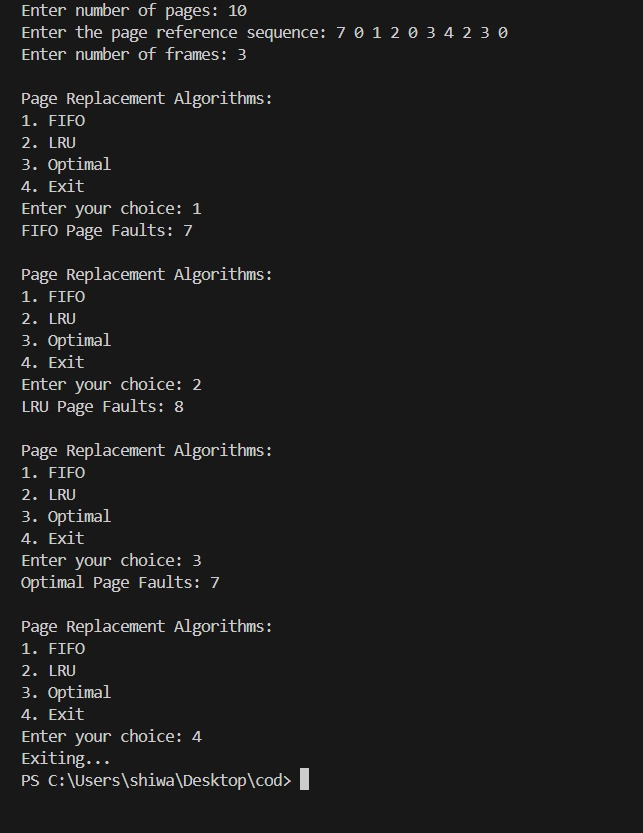 Enter number of pages: 10
Enter the page reference sequence: 7 0 1 2 0 3 4 2 3 0
Enter number of frames: 3
Page Replacement Algorithms:
1. FIFO
2. LRU
3. Optimal
4. Exit
Enter your choice: 1
FIFO Page Faults: 7
Page Replacement Algorithms:
1. FIFO
2. LRU
3. Optimal
4. Exit
Enter your choice: 2
LRU Page Faults: 8
Page Replacement Algorithms:
1. FIFO
2. LRU
3. Optimal
4. Exit
Enter your choice: 3
Optimal Page Faults: 7
Page Replacement Algorithms:
1. FIFO
2. LRU
3. Optimal
4. Exit
Enter your choice: 4
Exiting...
PS C:\Users\shiwa\Desktop\cod>